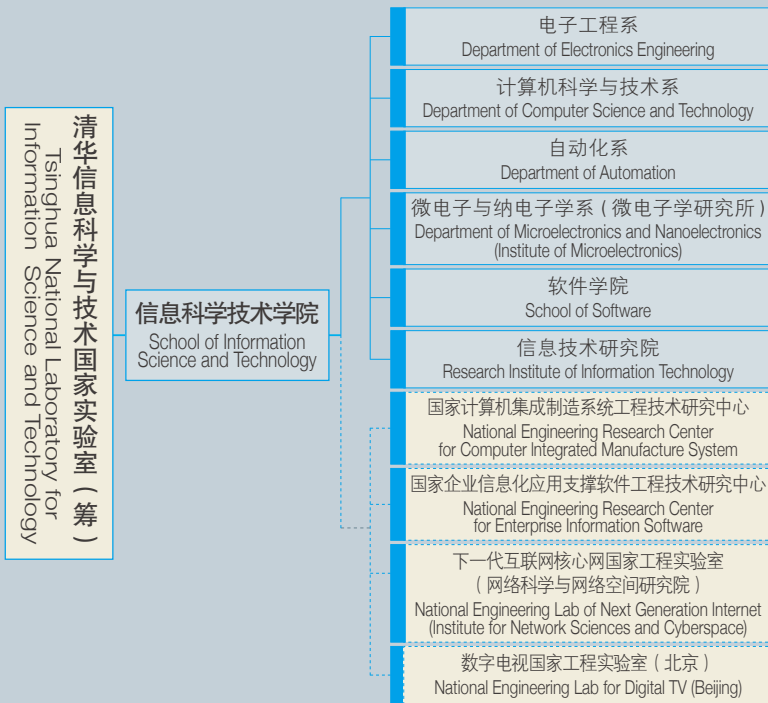 清华信息科学与技术国家实验室（筹）
Tsinghua National Laboratory for
Information Science and Technology
信息科学技术学院
School of Information
Science and Technology
电子工程系
Department of Electronics Engineering
计算机科学与技术系
Department of Computer Science and Technology
自动化系
Department of Automation
微电子与纳电子学系（微电子学研究所）
Department of Microelectronics and Nanoelectronics
(Institute of Microelectronics)
软件学院
School of Software
信息技术研究院
Research Institute of Information Technology
国家计算机集成制造系统工程技术研究中心
National Engineering Research Center
for Computer Integrated Manufacture System
国家企业信息化应用支撑软件工程技术研究中心
National Engineering Research Center
for Enterprise Information Software
下一代互联网核心网国家工程实验室
（网络科学与网络空间研究院）
National Engineering Lab of Next Generation Internet
(Institute for Network Sciences and Cyberspace)
数字电视国家工程实验室（北京）
National Engineering Lab for Digital TV (Beijing)